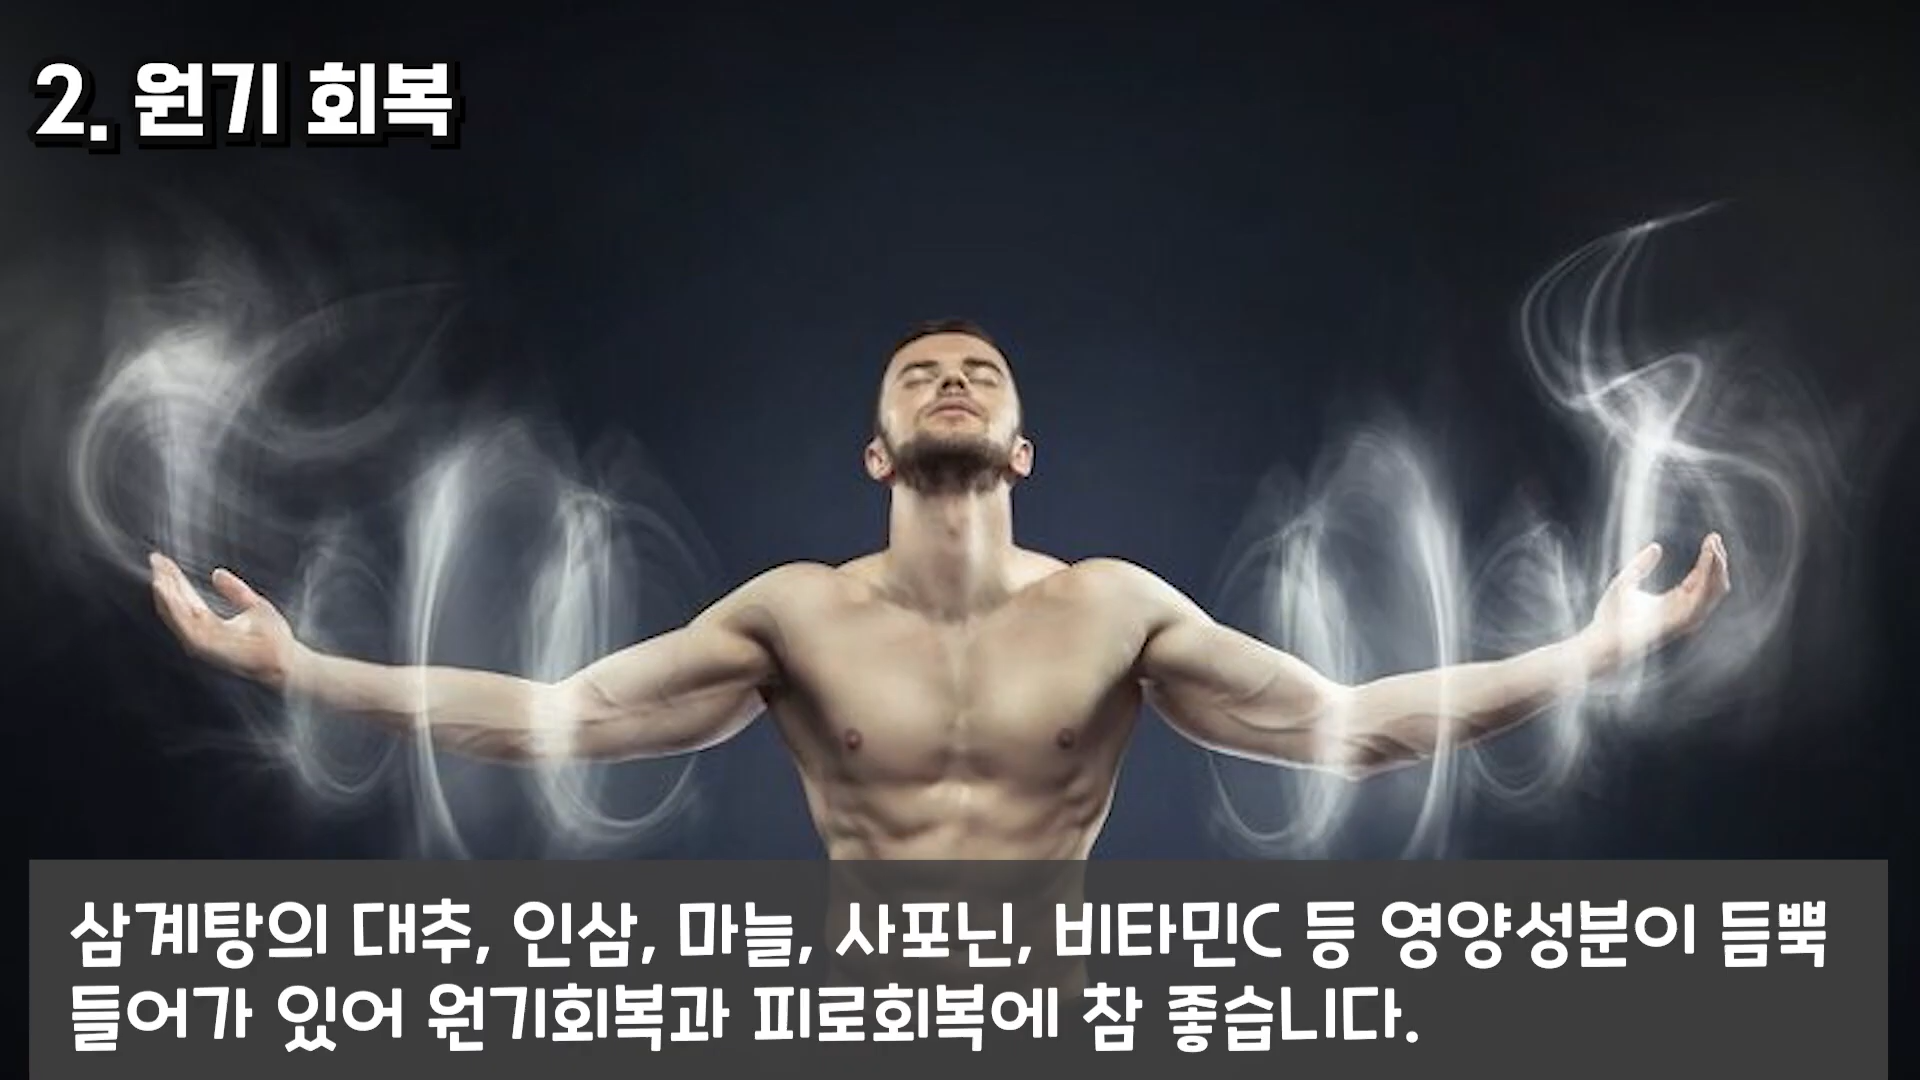 2. 원기 회복
삼계탕의 대추, 인삼, 마늘, 사포닌, 비타민C 등 영양성분이 듬뿍
들어가 있어 원기회복과 피로회복에 참 좋습니다.